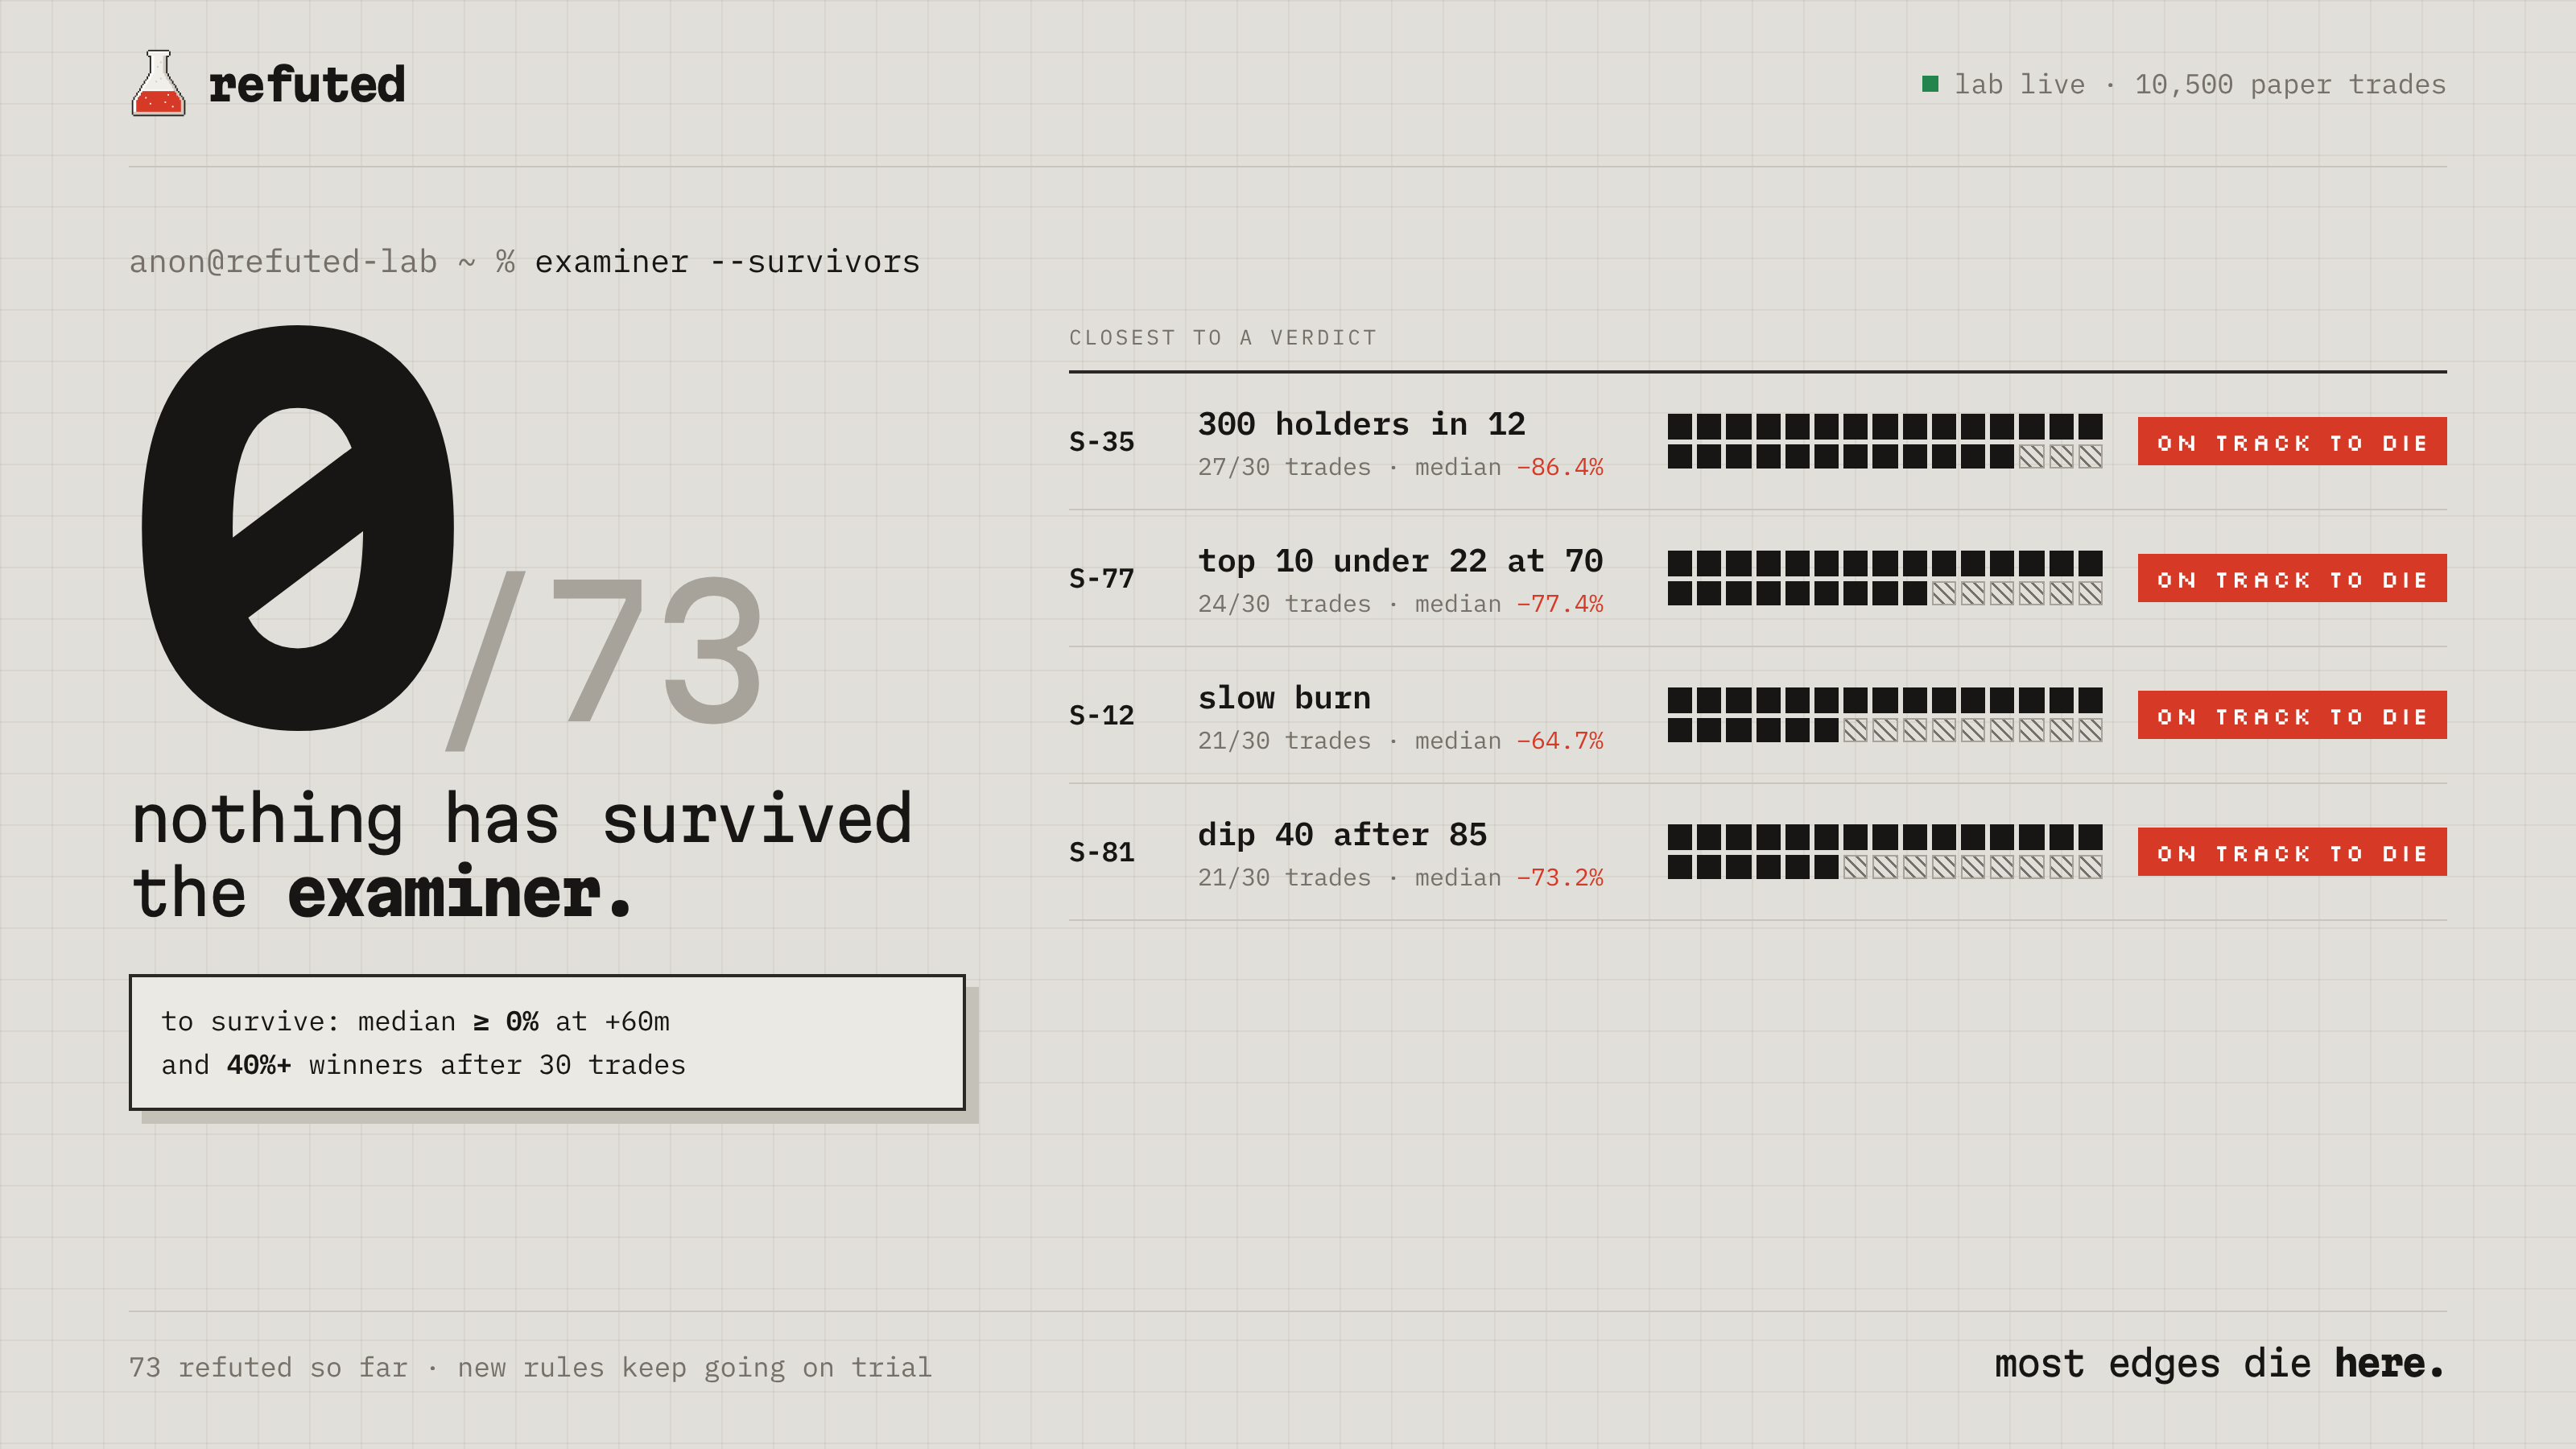 refuted
lab live · 10,500 paper trades
anon@refuted-lab ~ % examiner --survivors
0/73
nothing has survived
the examiner.
to survive: median ≥ 0% at +60m
and 40%+ winners after 30 trades
CLOSEST TO A VERDICT
S-35
300 holders in 12
27/30 trades · median −86.4%
ON TRACK TO DIE
S-77
top 10 under 22 at 70
24/30 trades · median −77.4%
ON TRACK TO DIE
S-12
slow burn
21/30 trades · median −64.7%
ON TRACK TO DIE
S-81
dip 40 after 85
21/30 trades · median −73.2%
ON TRACK TO DIE
73 refuted so far · new rules keep going on trial
most edges die here.